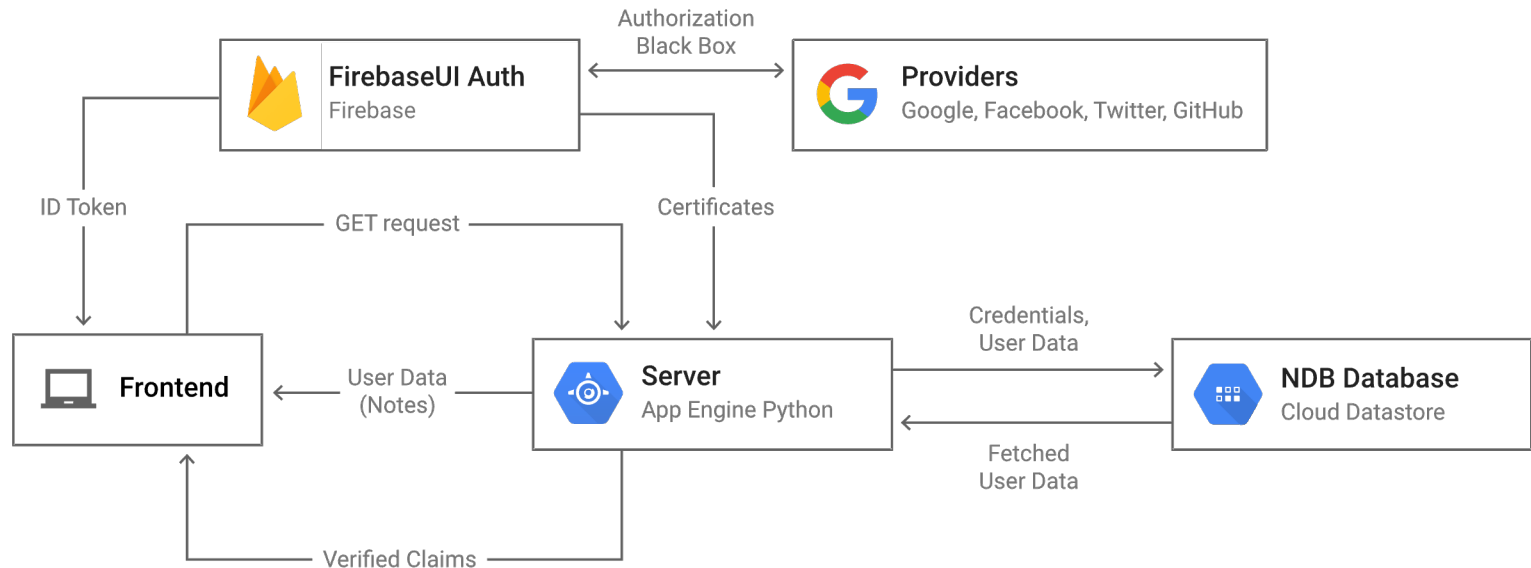 Authorization
Black Box
FirebaseUI Auth
Firebase
Providers
Google, Facebook, Twitter, GitHub
ID Token
GET request
Certificates
Credentials,
User Data
Frontend
User Data
(Notes)
Server
App Engine Python
NDB Database
Cloud Datastore
Fetched
User Data
Verified Claims